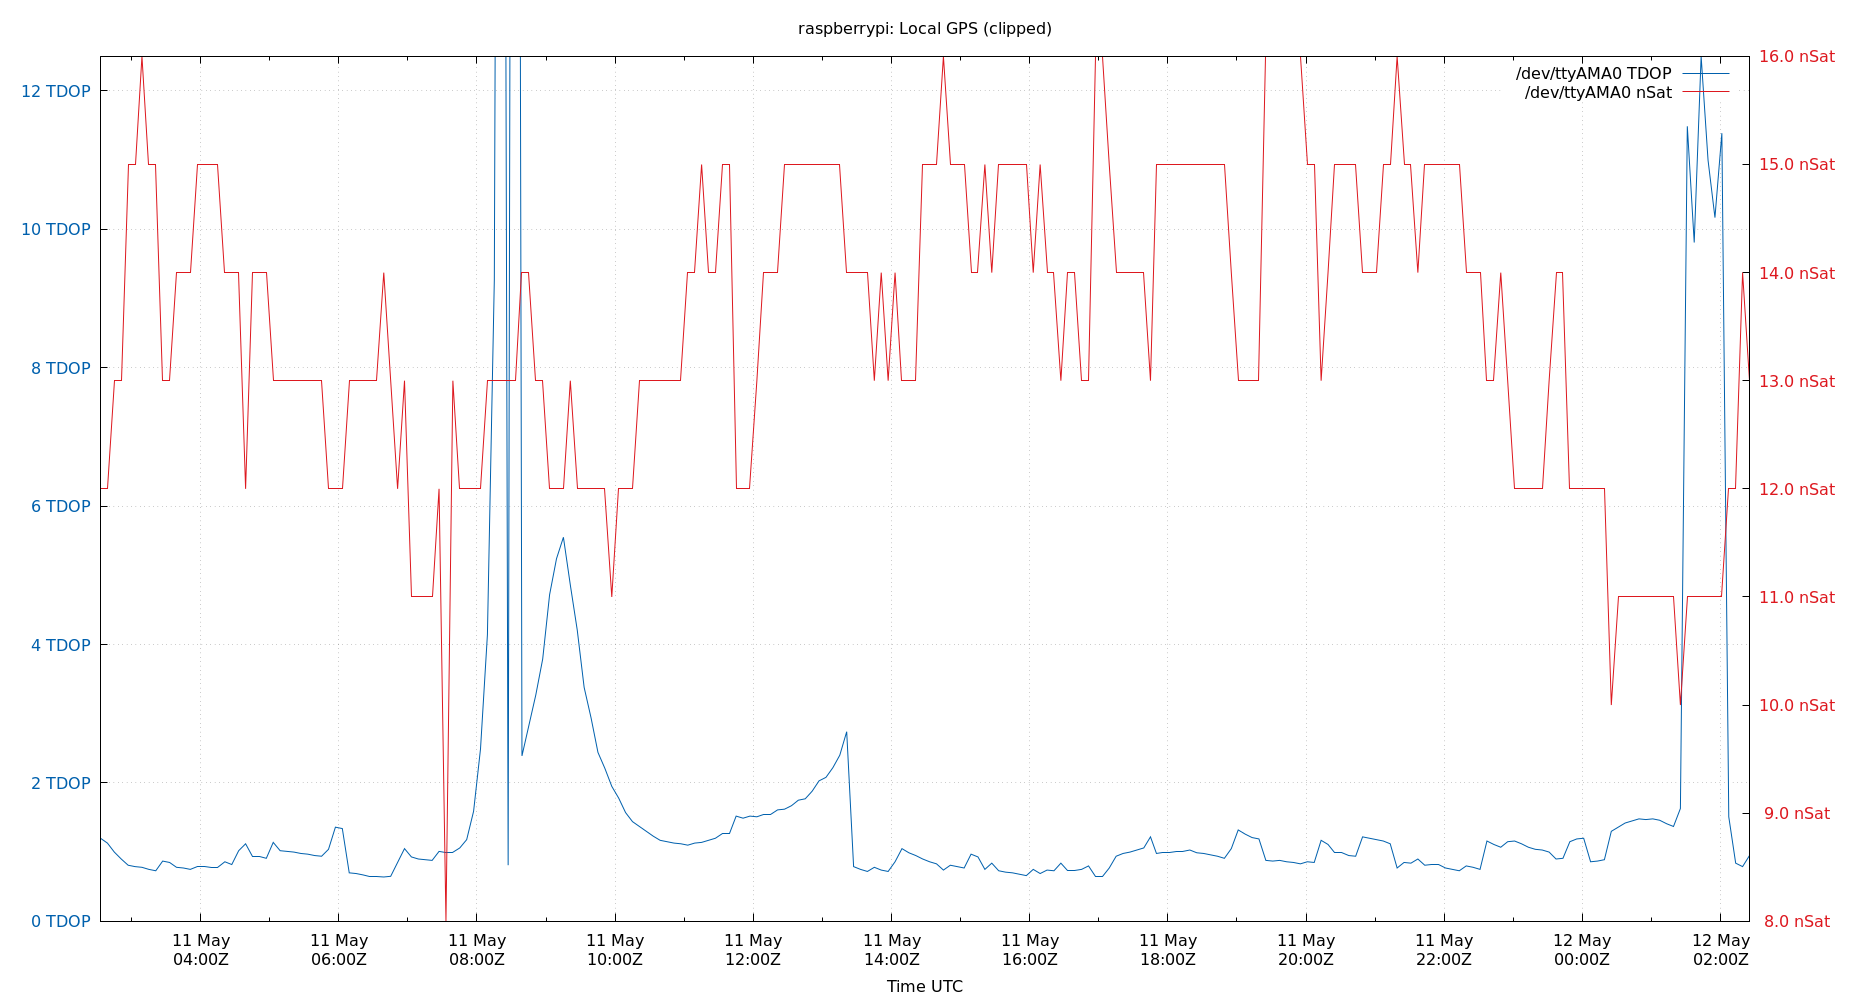 raspberrypi: Local GPS (clipped)
/dev/ttyAMA0 TDOP
/dev/ttyAMA0 nSat
12 TDOP
10 TDOP
8 TDOP
6 TDOP
4 TDOP
2 TDOP
0 TDOP
16.0 nSat
15.0 nSat
14.0 nSat
13.0 nSat
12.0 nSat
11.0 nSat
10.0 nSat
9.0 nSat
8.0 nSat
11 May 11 May 11 May 11 May 11 May 11 May 11 May 11 May 11 May 11 May 12 May 12 May
04:00Z 06:00Z 08:00Z 10:00Z 12:00Z 14:00Z 16:00Z 18:00Z 20:00Z 22:00Z 00:00Z 02:00Z
Time UTC